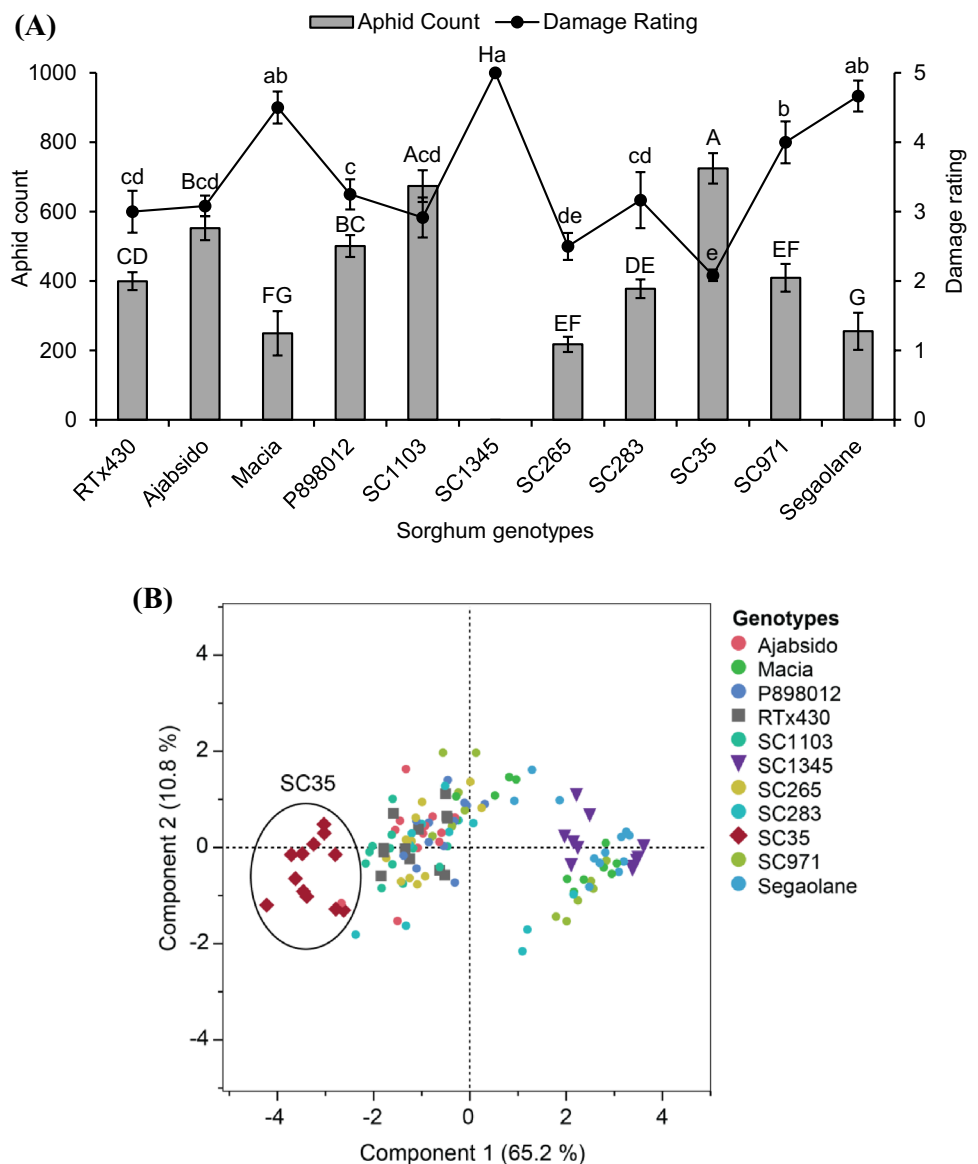 (A)
Aphid Count
Damage Rating
1000
800
600
400
200
0
Aphid count
5
4
3
2
1
0
Damage rating
cd
CD
Bcd
ab
FG
c
BC
Acd
Ha
de
EF
cd
DE
A
e
b
EF
ab
G
RTx430
Ajabsido
Macia
P898012
SC1103
SC1345
SC265
SC283
SC35
SC971
Segaolane
Sorghum genotypes
(B)
4
2
0
-2
-4
Component 2 (10.8 %)
SC35
-4
-2
0
2
4
Component 1 (65.2 %)
Genotypes
Ajabsido
Macia
P898012
RTx430
SC1103
SC1345
SC265
SC283
SC35
SC971
Segaolane